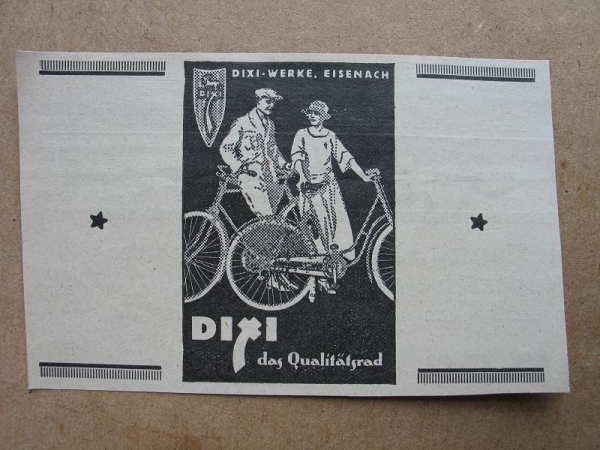 DIXI-WERKE, EISENACH
DIXI
DIXI
das Qualitätsrad